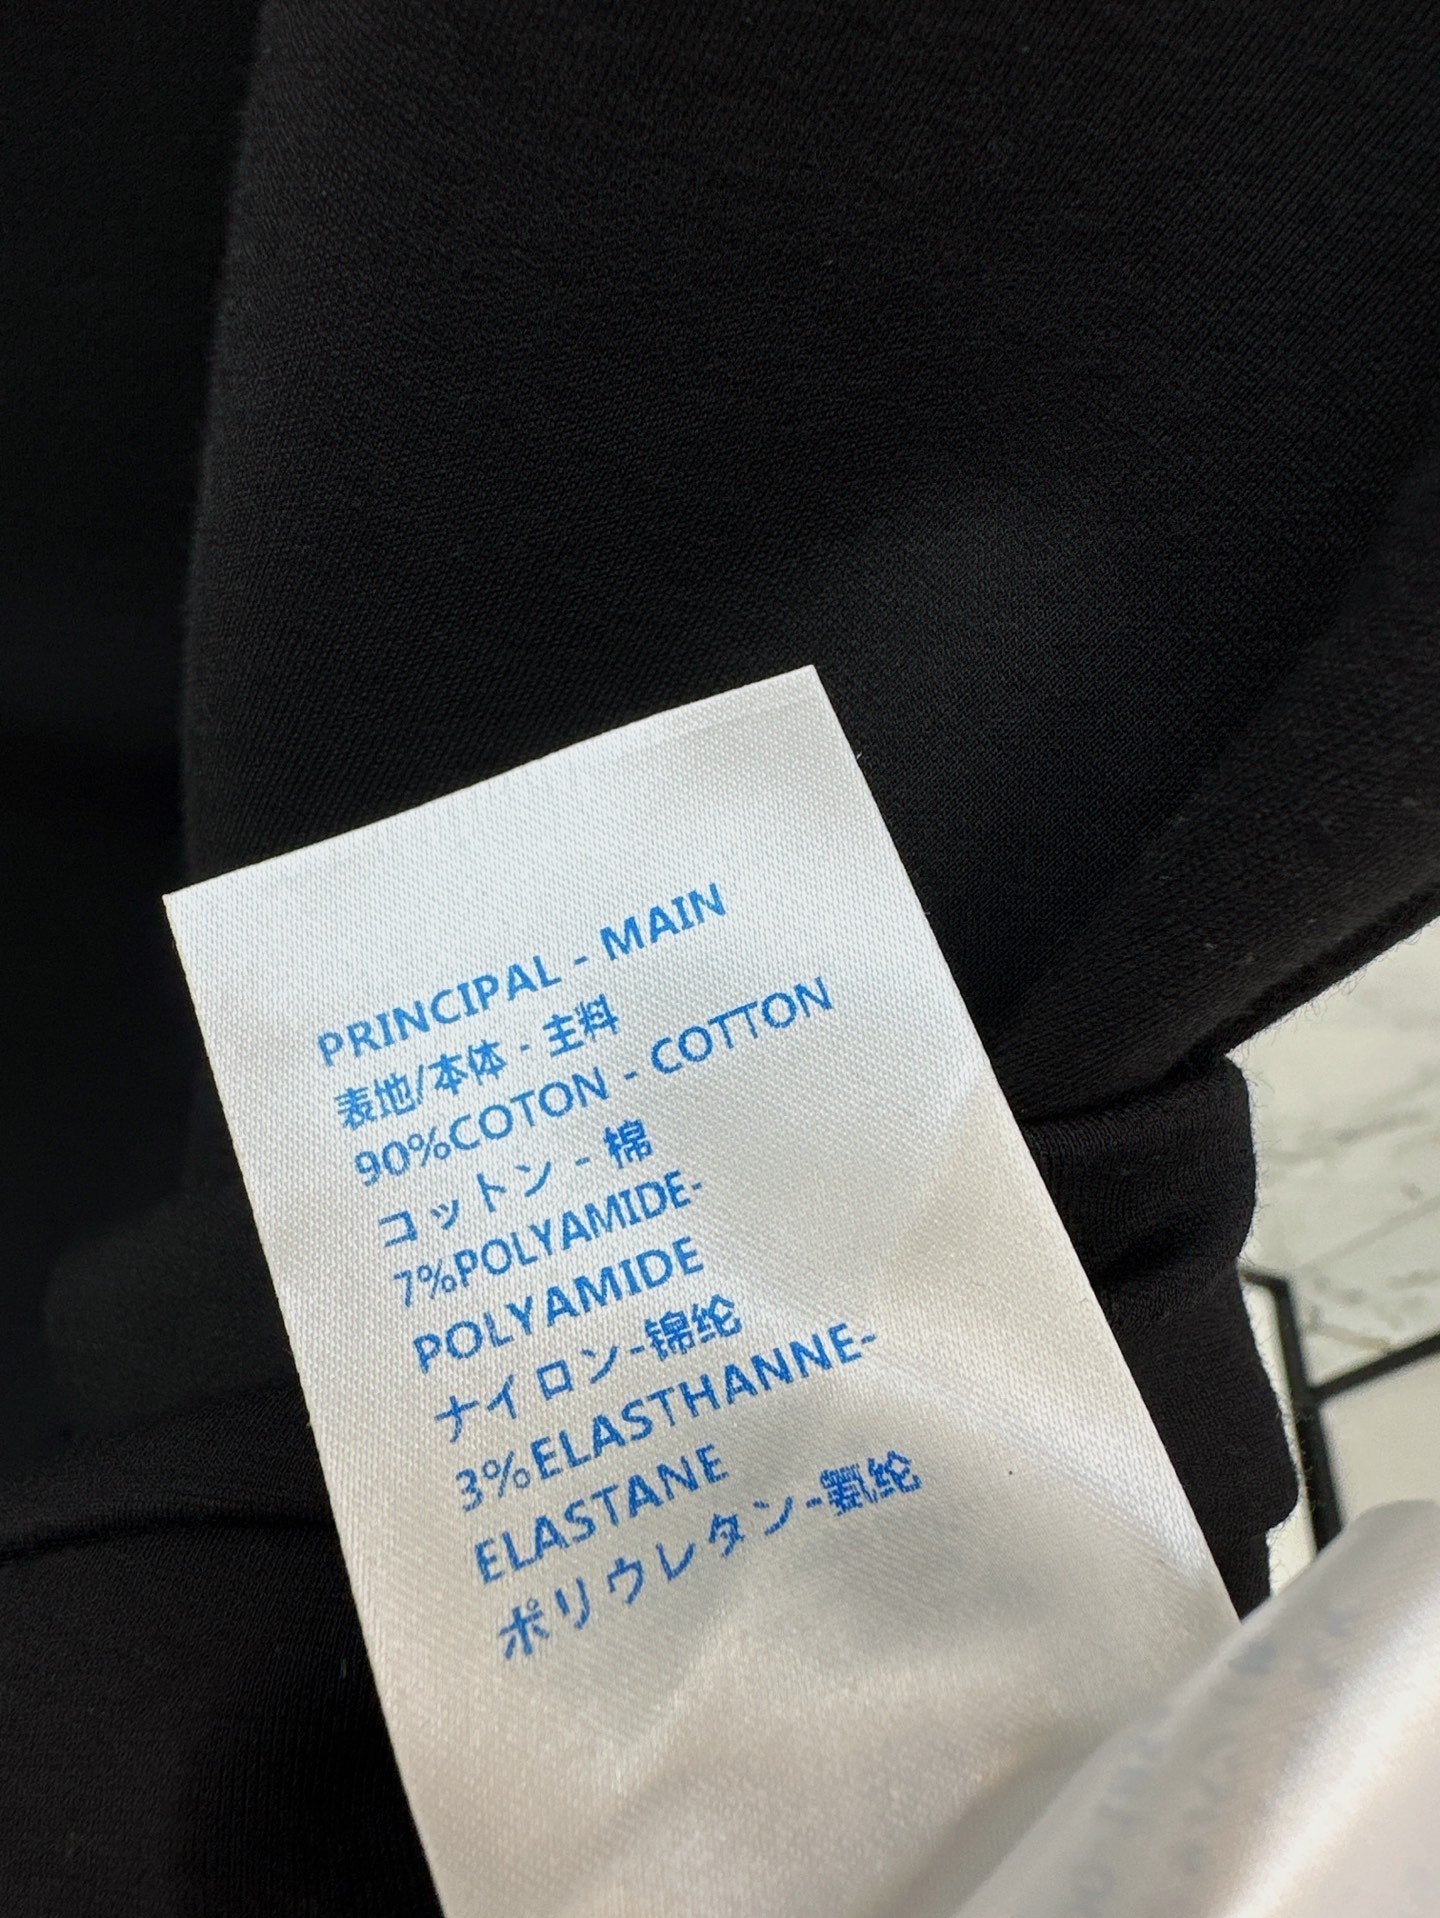 PRINCIPAL - MAIN
表地/本体 - 主料
90%COTON - COTTON
コットン - 棉
7%POLYAMIDE-
POLYAMIDE
ナイロン-锦纶
3%ELASTHANNE-
ELASTANE
ポリウレタン-氨纶